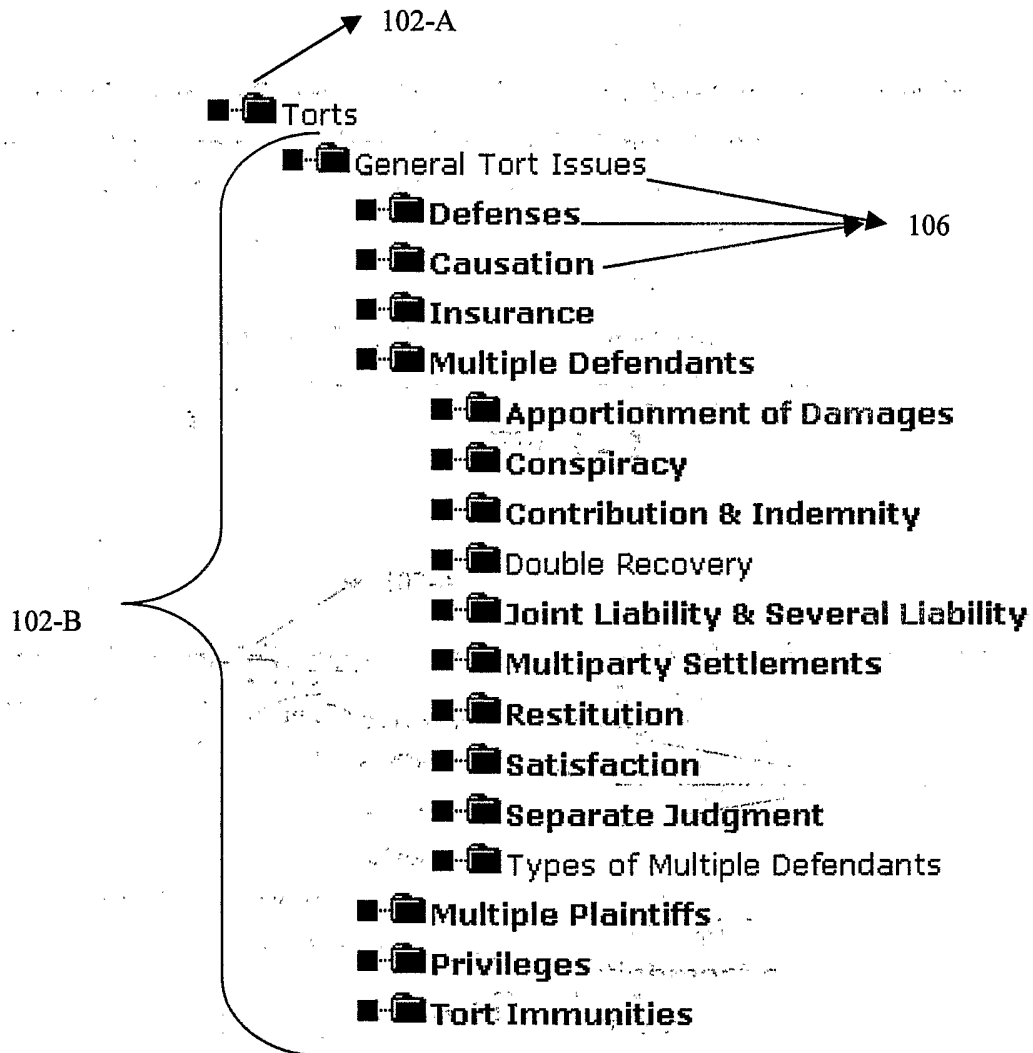 102-A
Torts
General Tort Issues
Defenses
106
Causation
Insurance
Multiple Defendants
Apportionment of Damages
Conspiracy
Contribution & Indemnity
Double Recovery
102-B
Joint Liability & Several Liability
Multiparty Settlements
Restitution
Satisfaction
Separate Judgment
Types of Multiple Defendants
Multiple Plaintiffs
Privileges
Tort Immunities